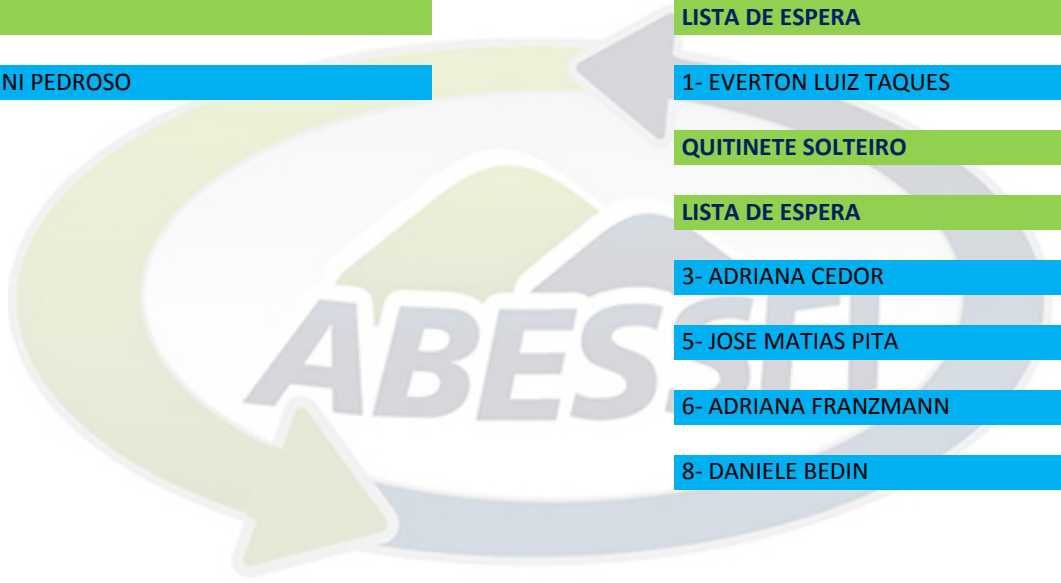 LISTA DE ESPERA
NI PEDROSO
1- EVERTON LUIZ TAQUES
QUITINETE SOLTEIRO
LISTA DE ESPERA
3- ADRIANA CEDOR
5- JOSE MATIAS PITA
6- ADRIANA FRANZMANN
8- DANIELE BEDIN